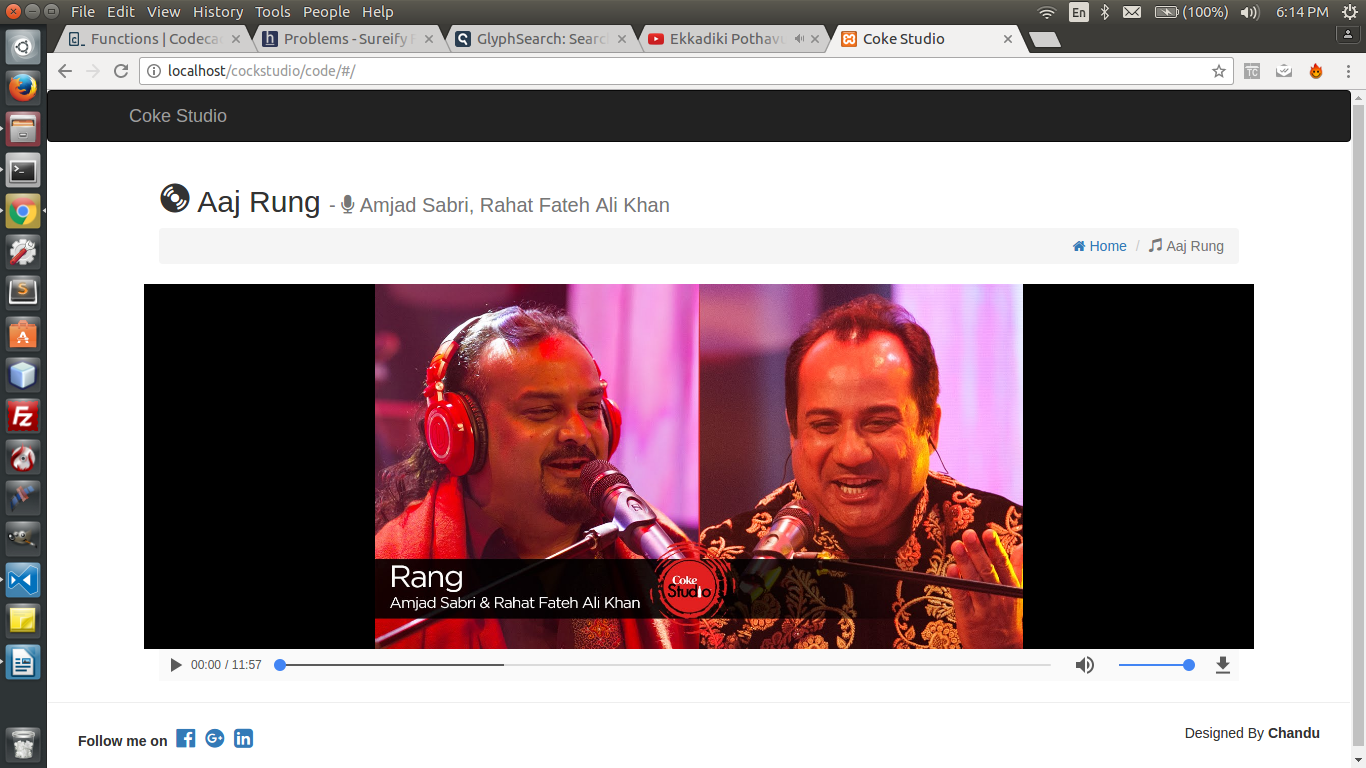 File Edit View History Tools People Help
En (100%) 6:14 PM
Functions | Codeca
Problems - Sureify
GlyphSearch: Searc
Ekkadiki Pothavu
Coke Studio
localhost/cockstudio/code/#/
TC
Coke Studio
Aaj Rung - Amjad Sabri, Rahat Fateh Ali Khan
Home / Aaj Rung
Rang
Amjad Sabri & Rahat Fateh Ali Khan
Coke
Studio
00:00 / 11:57
Follow me on
Designed By Chandu